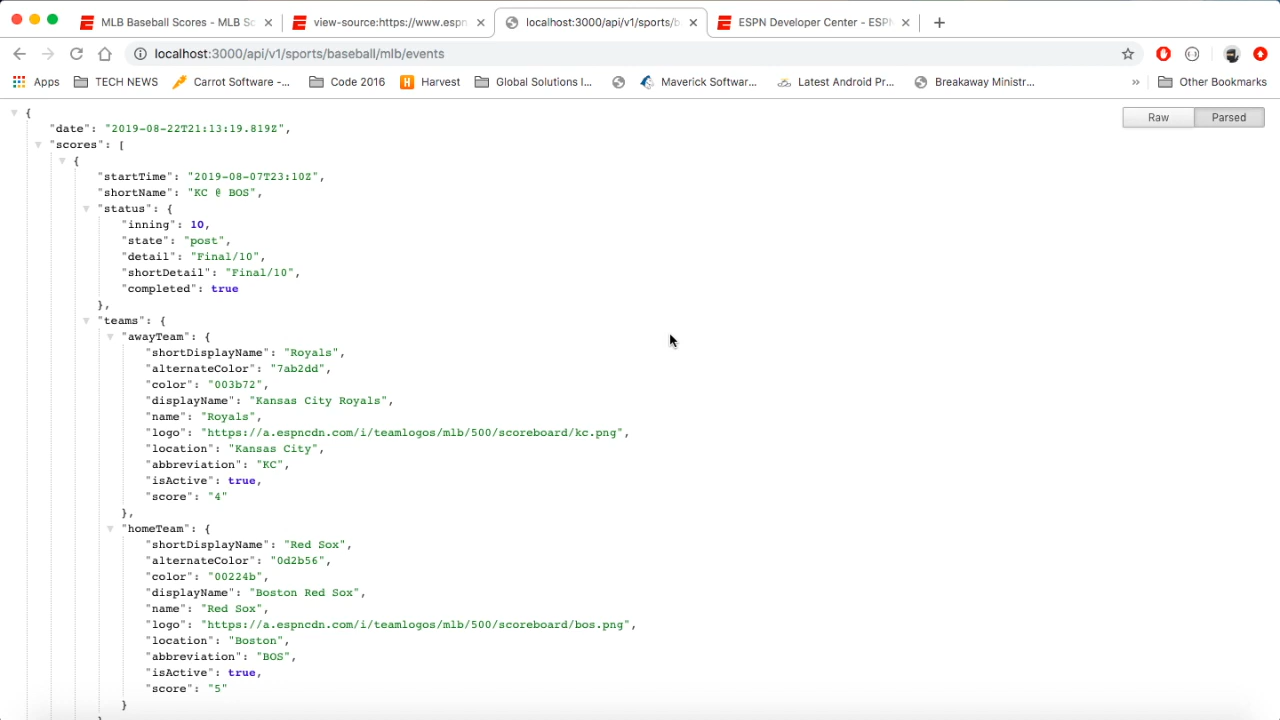 MLB Baseball Scores - MLB Sc
view-source:https://www.espn
localhost:3000/api/v1/sports/b
ESPN Developer Center - ESPN
localhost:3000/api/v1/sports/baseball/mlb/events
Apps
TECH NEWS
Carrot Software -...
Code 2016
H Harvest
Global Solutions I...
Maverick Softwar...
Latest Android Pr...
Breakaway Ministr...
»
Other Bookmarks
Raw
Parsed
{
"date": "2019-08-22T21:13:19.819Z",
"scores": [
{
"startTime": "2019-08-07T23:10Z",
"shortName": "KC @ BOS",
"status": {
"inning": 10,
"state": "post",
"detail": "Final/10",
"shortDetail": "Final/10",
"completed": true
},
"teams": {
"awayTeam": {
"shortDisplayName": "Royals",
"alternateColor": "7ab2dd",
"color": "003b72",
"displayName": "Kansas City Royals",
"name": "Royals",
"logo": "https://a.espncdn.com/i/teamlogos/mlb/500/scoreboard/kc.png",
"location": "Kansas City",
"abbreviation": "KC",
"isActive": true,
"score": "4"
},
"homeTeam": {
"shortDisplayName": "Red Sox",
"alternateColor": "0d2b56",
"color": "00224b",
"displayName": "Boston Red Sox",
"name": "Red Sox",
"logo": "https://a.espncdn.com/i/teamlogos/mlb/500/scoreboard/bos.png",
"location": "Boston",
"abbreviation": "BOS",
"isActive": true,
"score": "5"
}